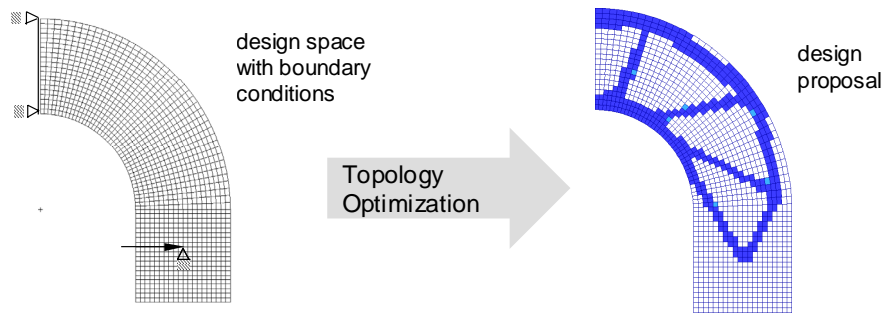 design space
with boundary
conditions
Topology
Optimization
design
proposal